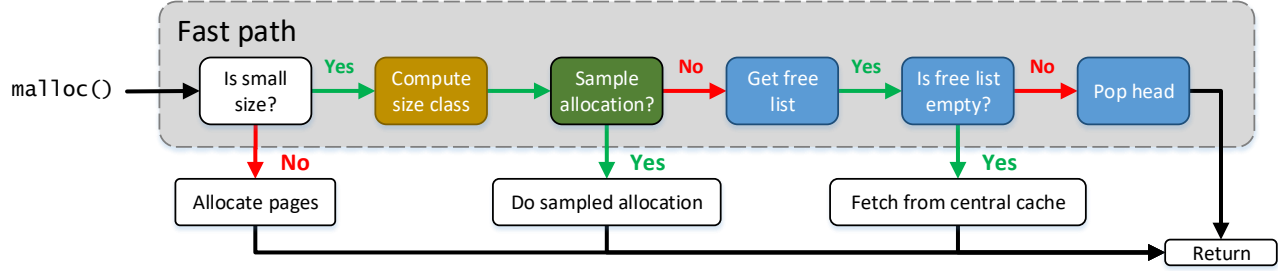 Fast path
malloc()
Is small
size?
Yes
Compute
size class
Sample
allocation?
No
Get free
list
Yes
Is free list
empty?
No
Pop head
No
Yes
Yes
Allocate pages
Do sampled allocation
Fetch from central cache
Return